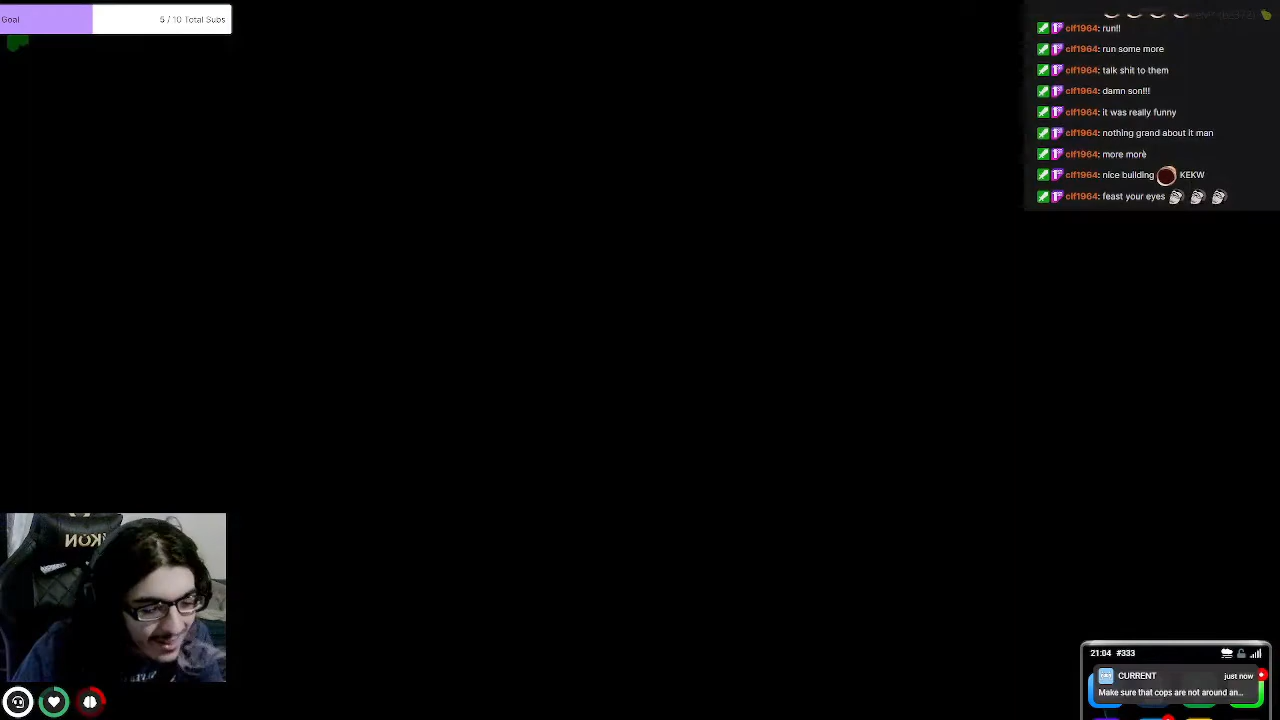 Goal
5 / 10 Total Subs
clf1964: run!!
clf1964: run some more
clf1964: talk shit to them
clf1964: damn son!!!
clf1964: it was really funny
clf1964: nothing grand about it man
clf1964: more morè
clf1964: nice building KEKW
clf1964: feast your eyes
21:04 #333
CURRENT just now
Make sure that cops are not around an...